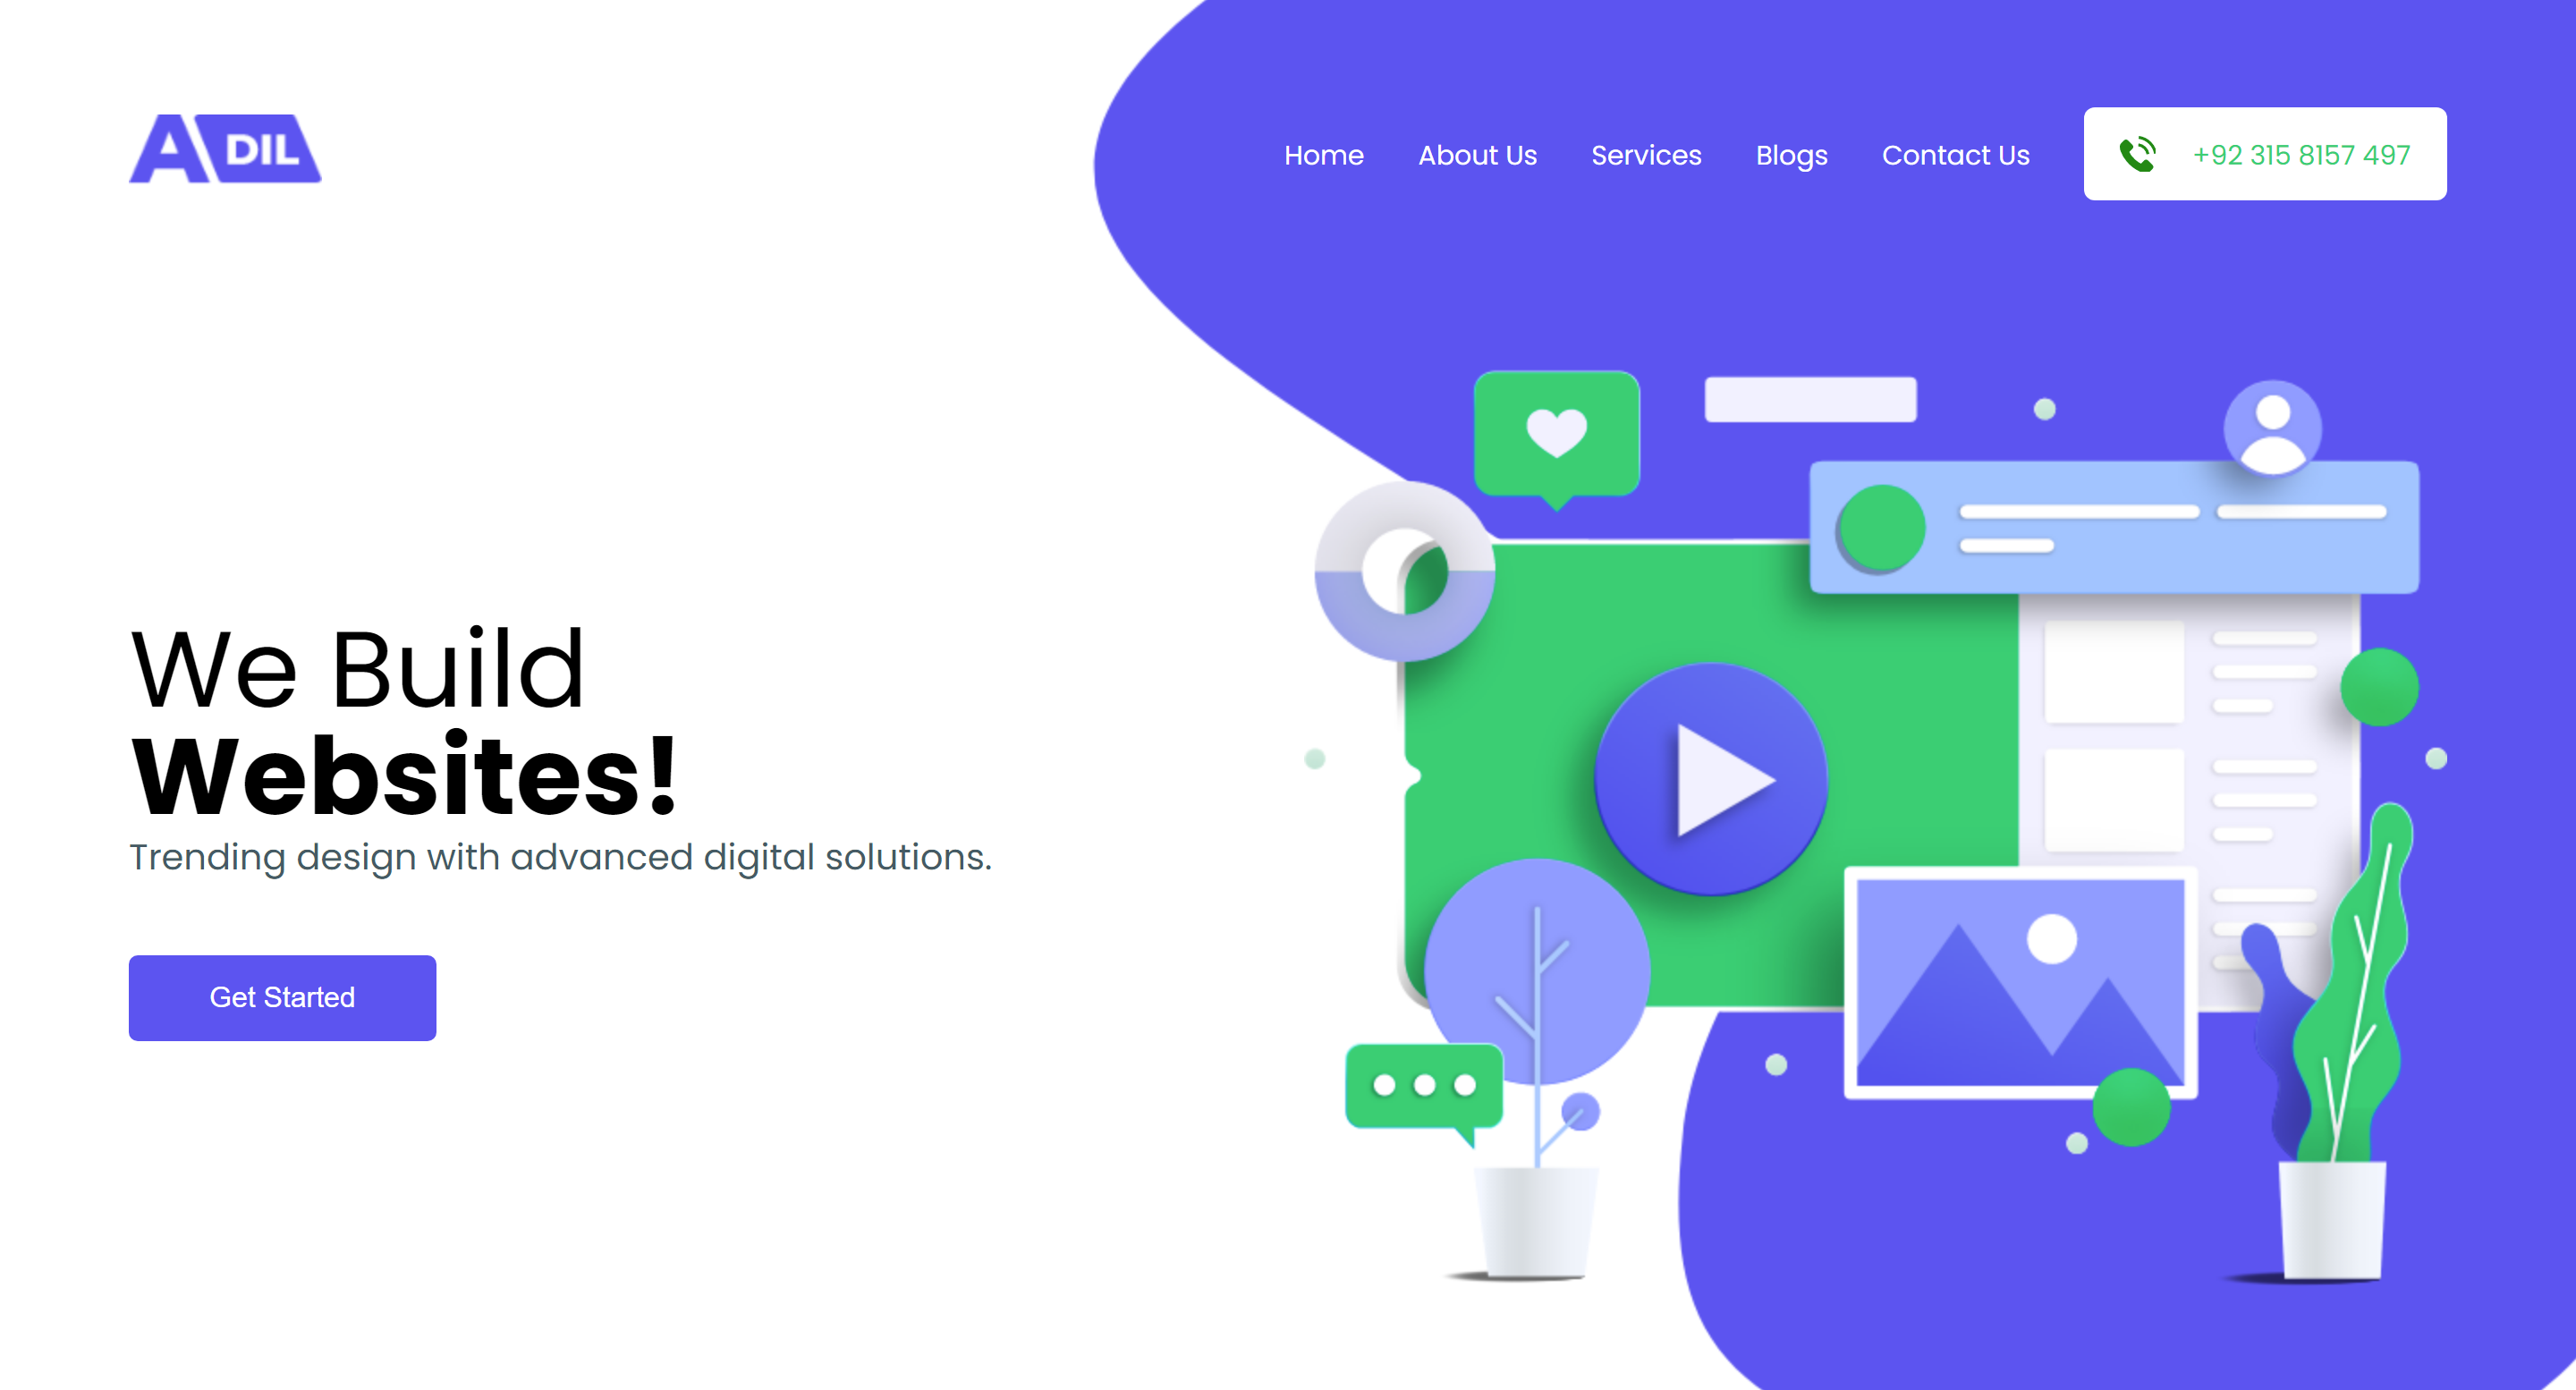 ADIL
Home About Us Services Blogs Contact Us +92 315 8157 497
We Build
Websites!
Trending design with advanced digital solutions.
Get Started